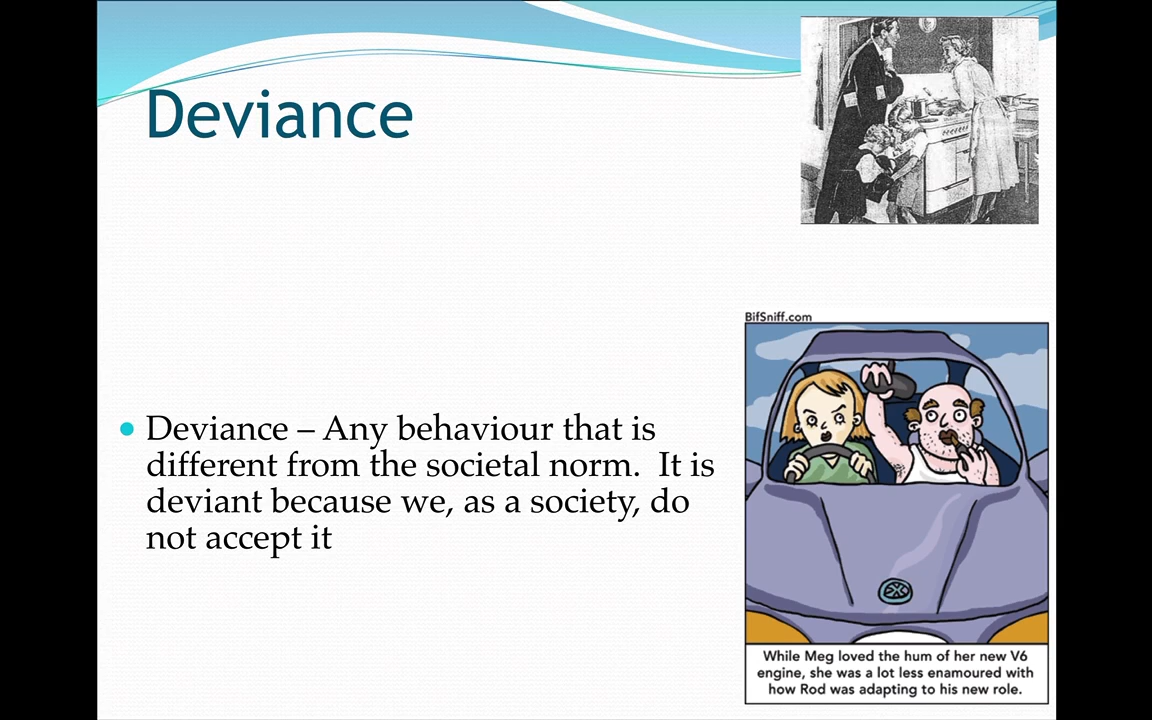 Deviance
BifSniff.com
Deviance – Any behaviour that is
different from the societal norm.  It is
deviant because we, as a society, do
not accept it
While Meg loved the hum of her new V6
engine, she was a lot less enamoured with
how Rod was adapting to his new role.